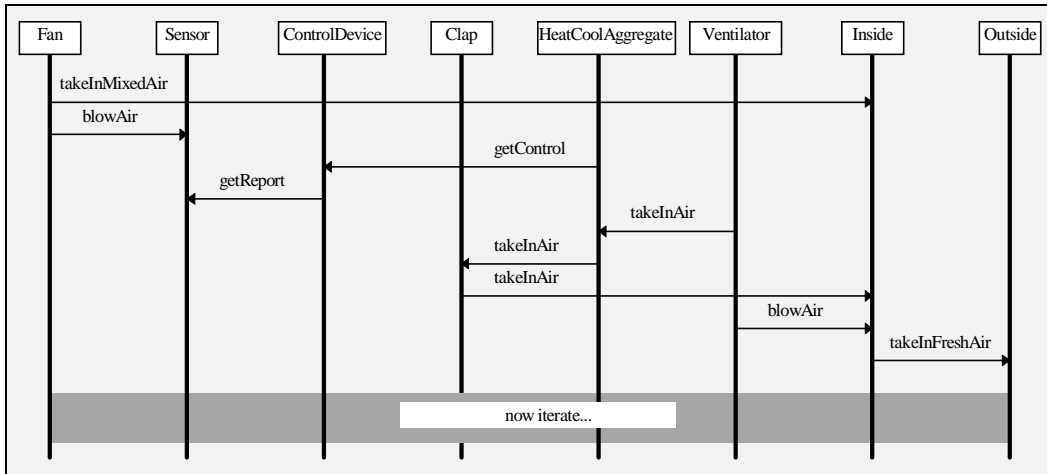 Fan Sensor ControlDevice Clap HeatCoolAggregate Ventilator Inside Outside
takeInMixedAir
blowAir
getControl
getReport
takeInAir
takeInAir
takeInAir
blowAir
takeInFreshAir
now iterate...